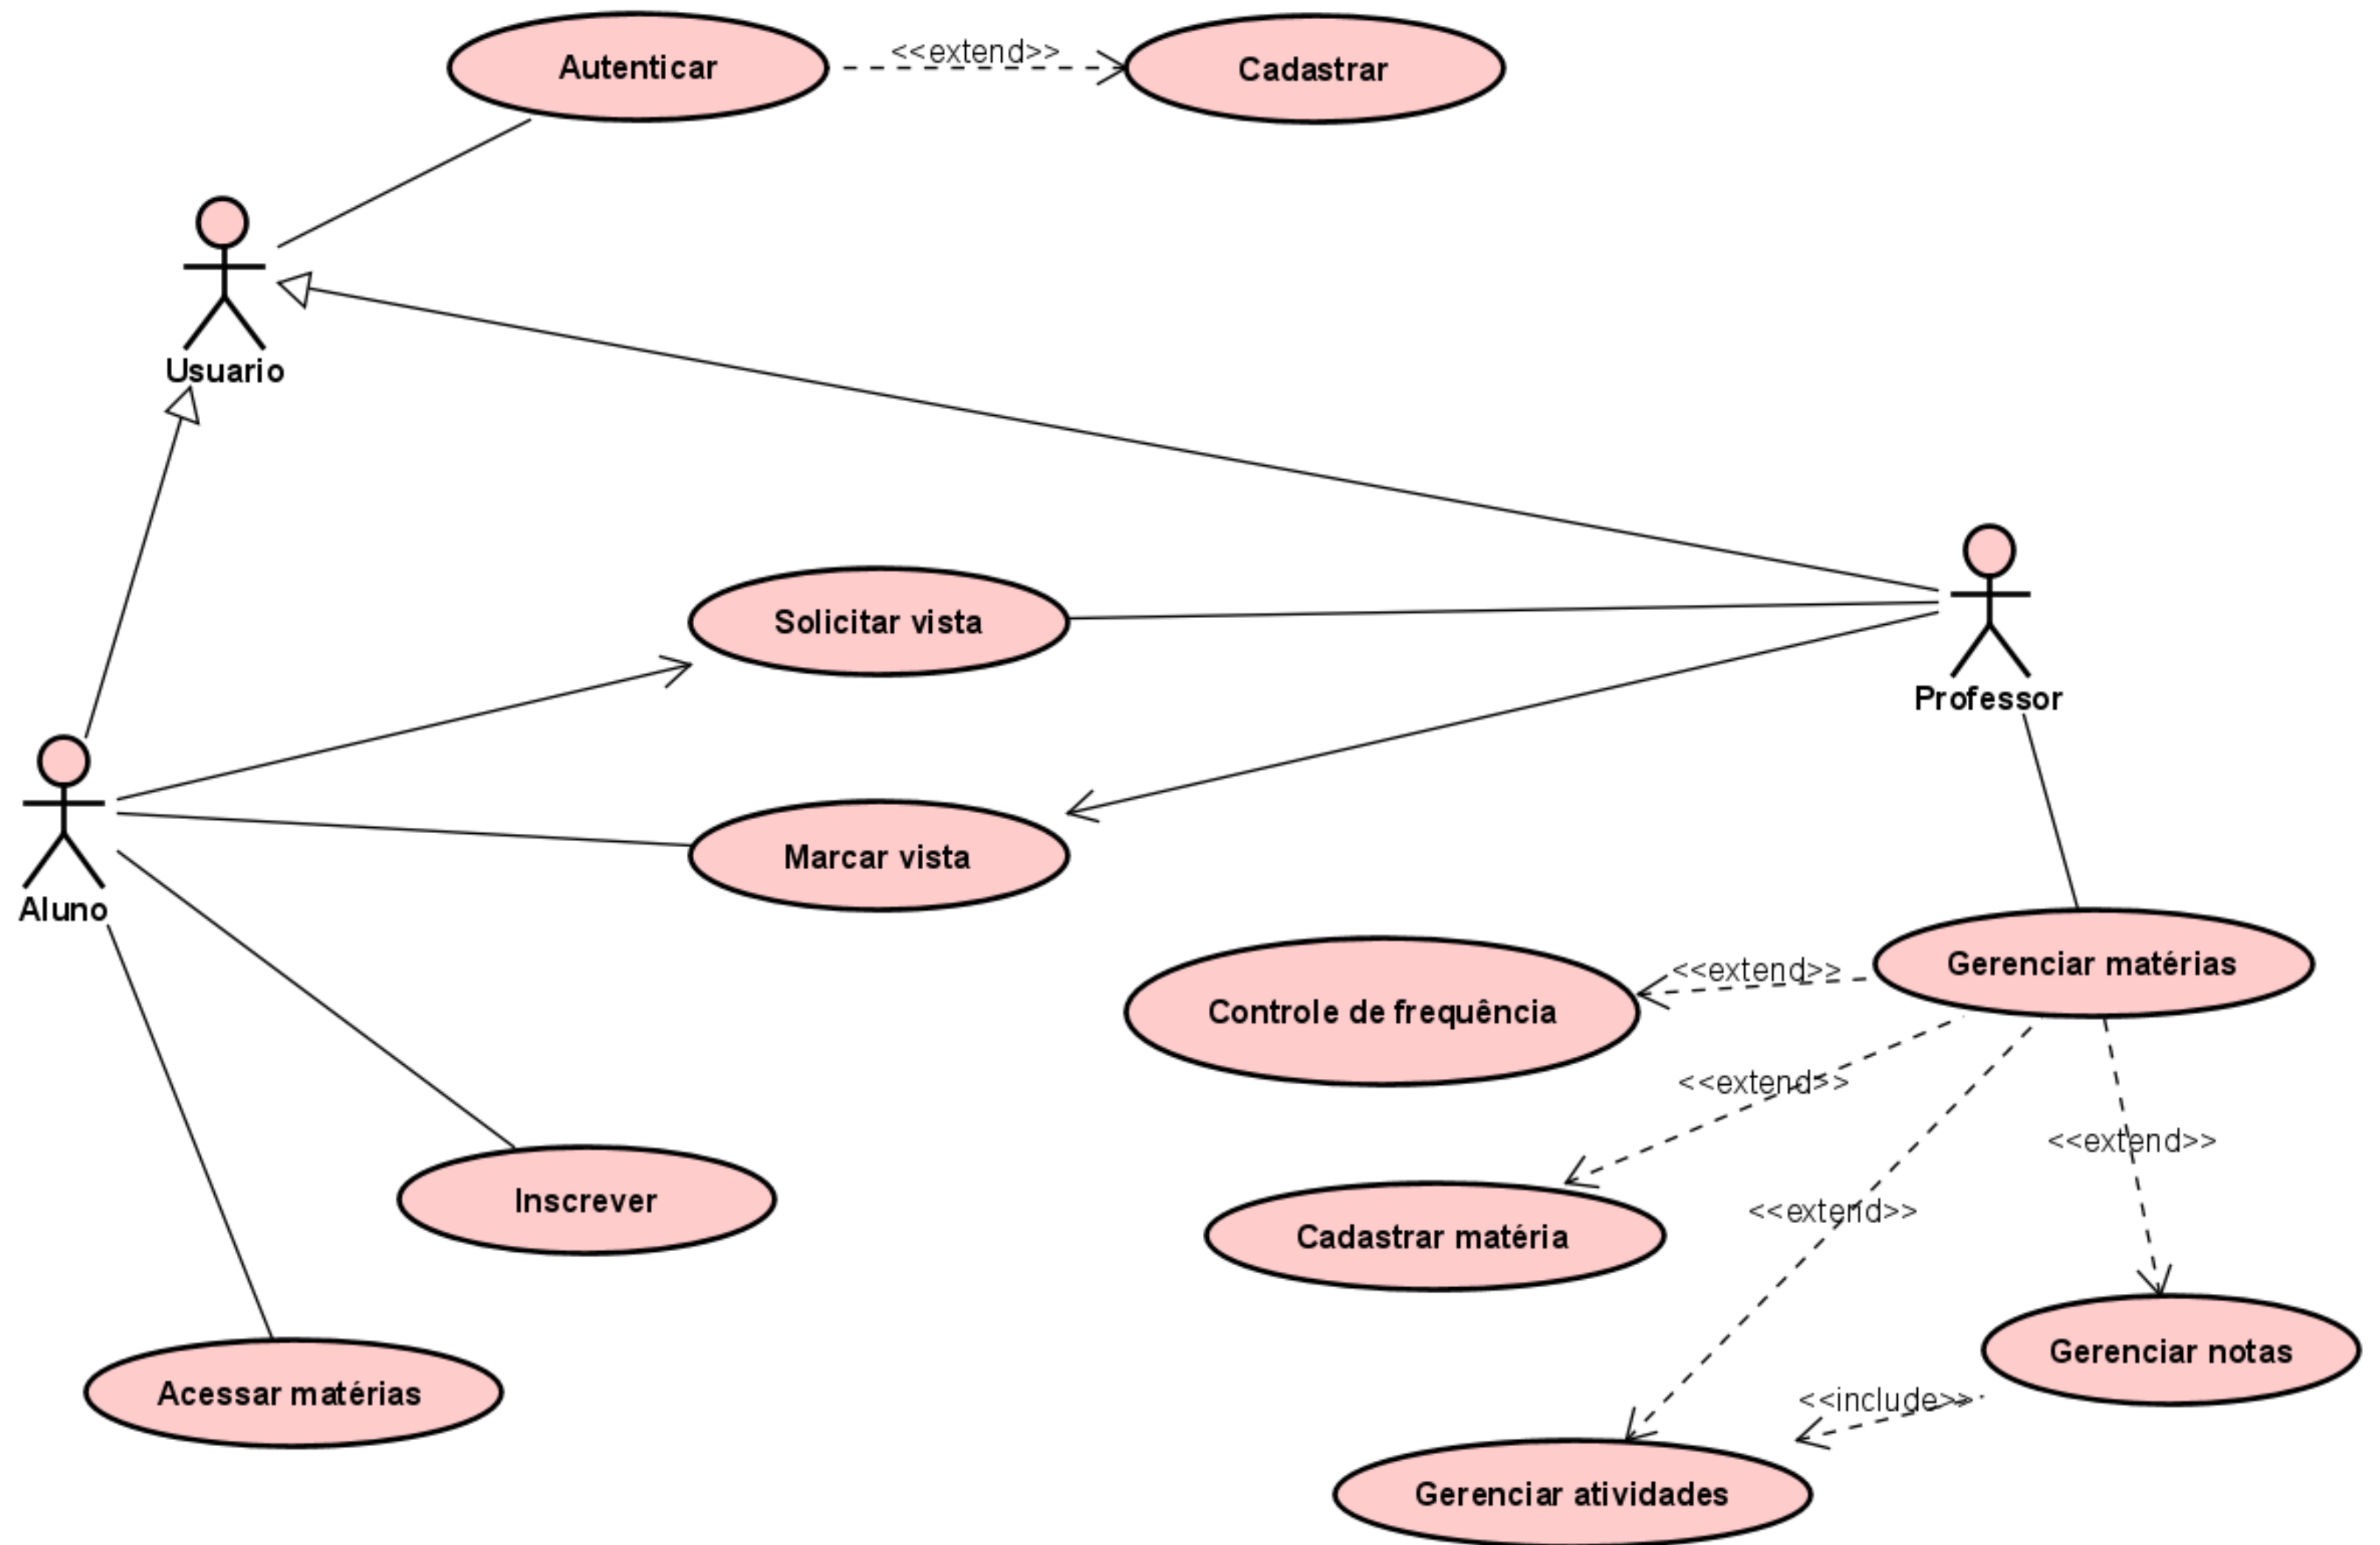 Autenticar
<<extend>>
Cadastrar
Usuario
Solicitar vista
Professor
Marcar vista
Aluno
Gerenciar matérias
<<extend>>
Controle de frequência
<<extend>>
<<extend>>
Inscrever
<<extend>>
Cadastrar matéria
Gerenciar notas
Acessar matérias
<<include>>
Gerenciar atividades